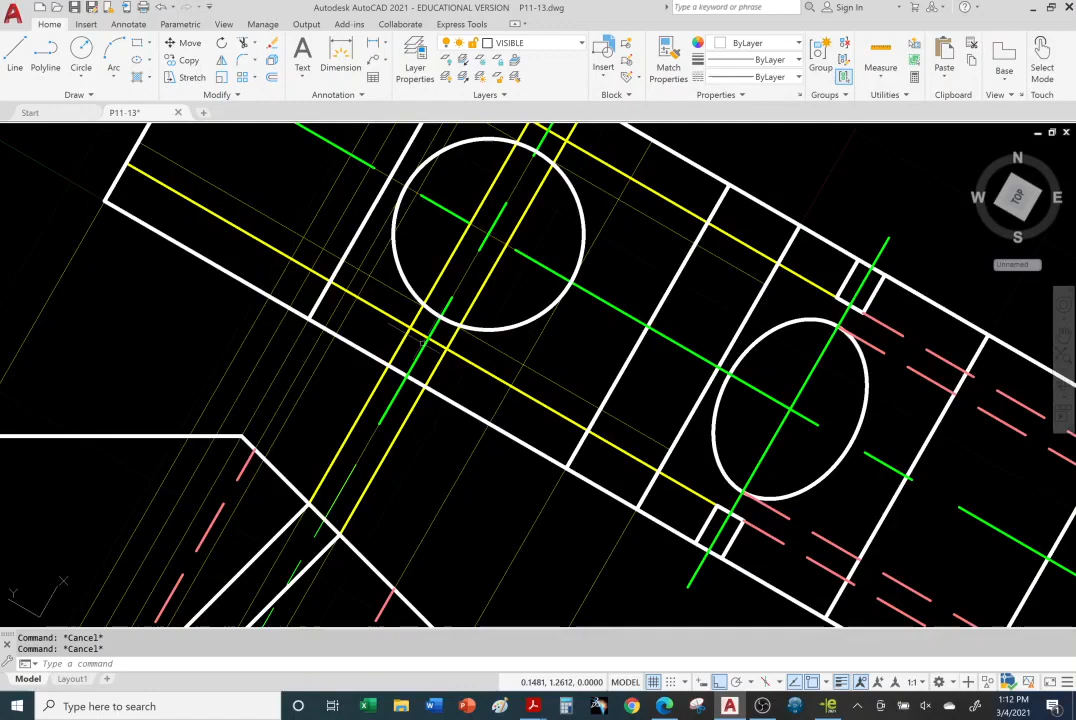 Autodesk AutoCAD 2021 - EDUCATIONAL VERSION P11-13.dwg
Type a keyword or phrase
Sign In
Home Insert Annotate Parametric View Manage Output Add-ins Collaborate Express Tools
Line Polyline Circle Arc
Move
Copy
Stretch
Text Dimension
Layer
Properties
VISIBLE
Insert
Match
Properties
ByLayer
ByLayer
ByLayer
Group
Measure
Paste
Base
Select
Mode
Draw Modify Annotation Layers Block Properties Groups Utilities Clipboard View Touch
Start P11-13*
N
W TOP E
S
Unnamed
Y X
Command: *Cancel*
Command: *Cancel*
Type a command
Model Layout1 +
0.1481, 1.2612, 0.0000 MODEL 1:1
Type here to search
1:12 PM
3/4/2021